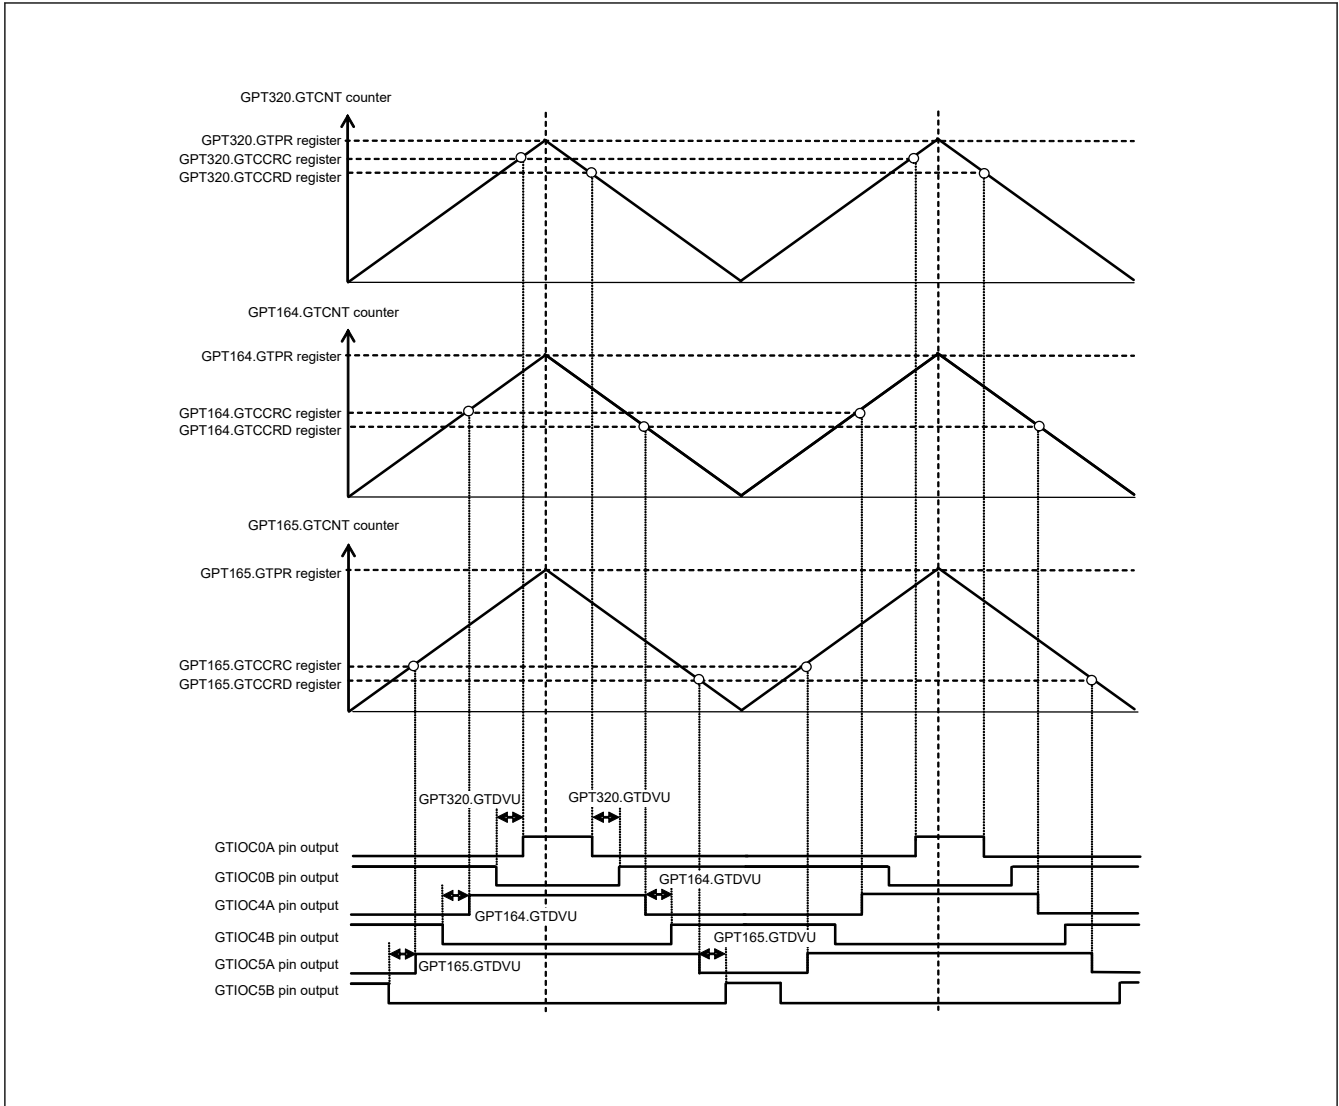 GPT320.GTCNT counter
GPT320.GTPR register
GPT320.GTCCRC register
GPT320.GTCCRD register
GPT164.GTCNT counter
GPT164.GTPR register
GPT164.GTCCRC register
GPT164.GTCCRD register
GPT165.GTCNT counter
GPT165.GTPR register
GPT165.GTCCRC register
GPT165.GTCCRD register
GPT320.GTDVU GPT320.GTDVU
GTIOC0A pin output
GTIOC0B pin output GPT164.GTDVU
GTIOC4A pin output GPT164.GTDVU
GTIOC4B pin output GPT165.GTDVU
GTIOC5A pin output GPT165.GTDVU
GTIOC5B pin output